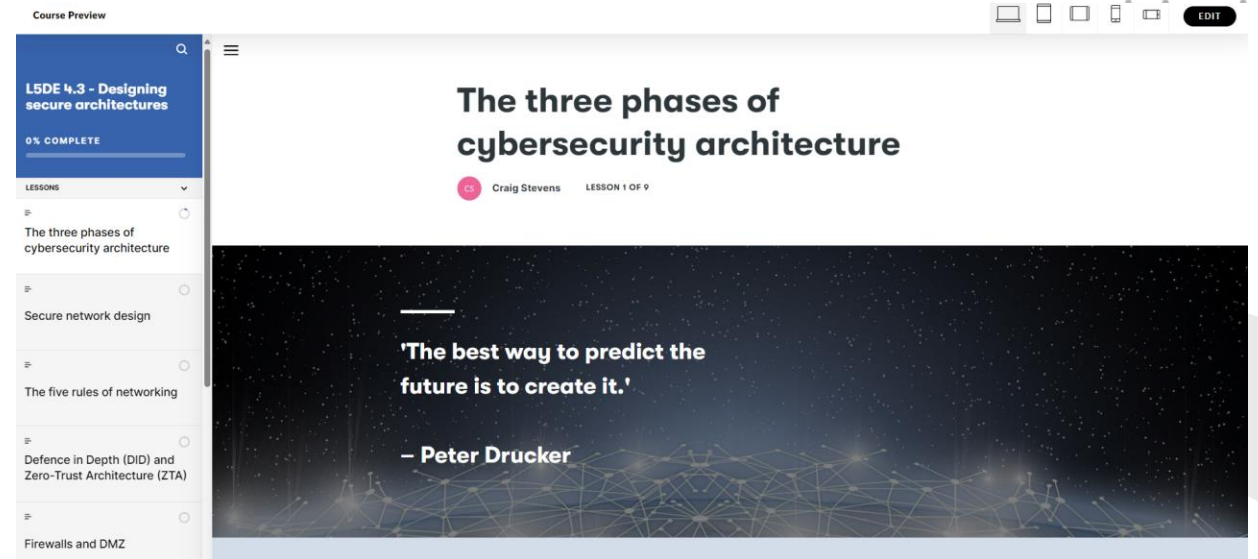 Course Preview
EDIT
L5DE 4.3 - Designing
secure architectures
0% COMPLETE
LESSONS
The three phases of
cybersecurity architecture
Secure network design
The five rules of networking
Defence in Depth (DID) and
Zero-Trust Architecture (ZTA)
Firewalls and DMZ
The three phases of
cybersecurity architecture
CS Craig Stevens LESSON 1 OF 9
'The best way to predict the
future is to create it.'
– Peter Drucker